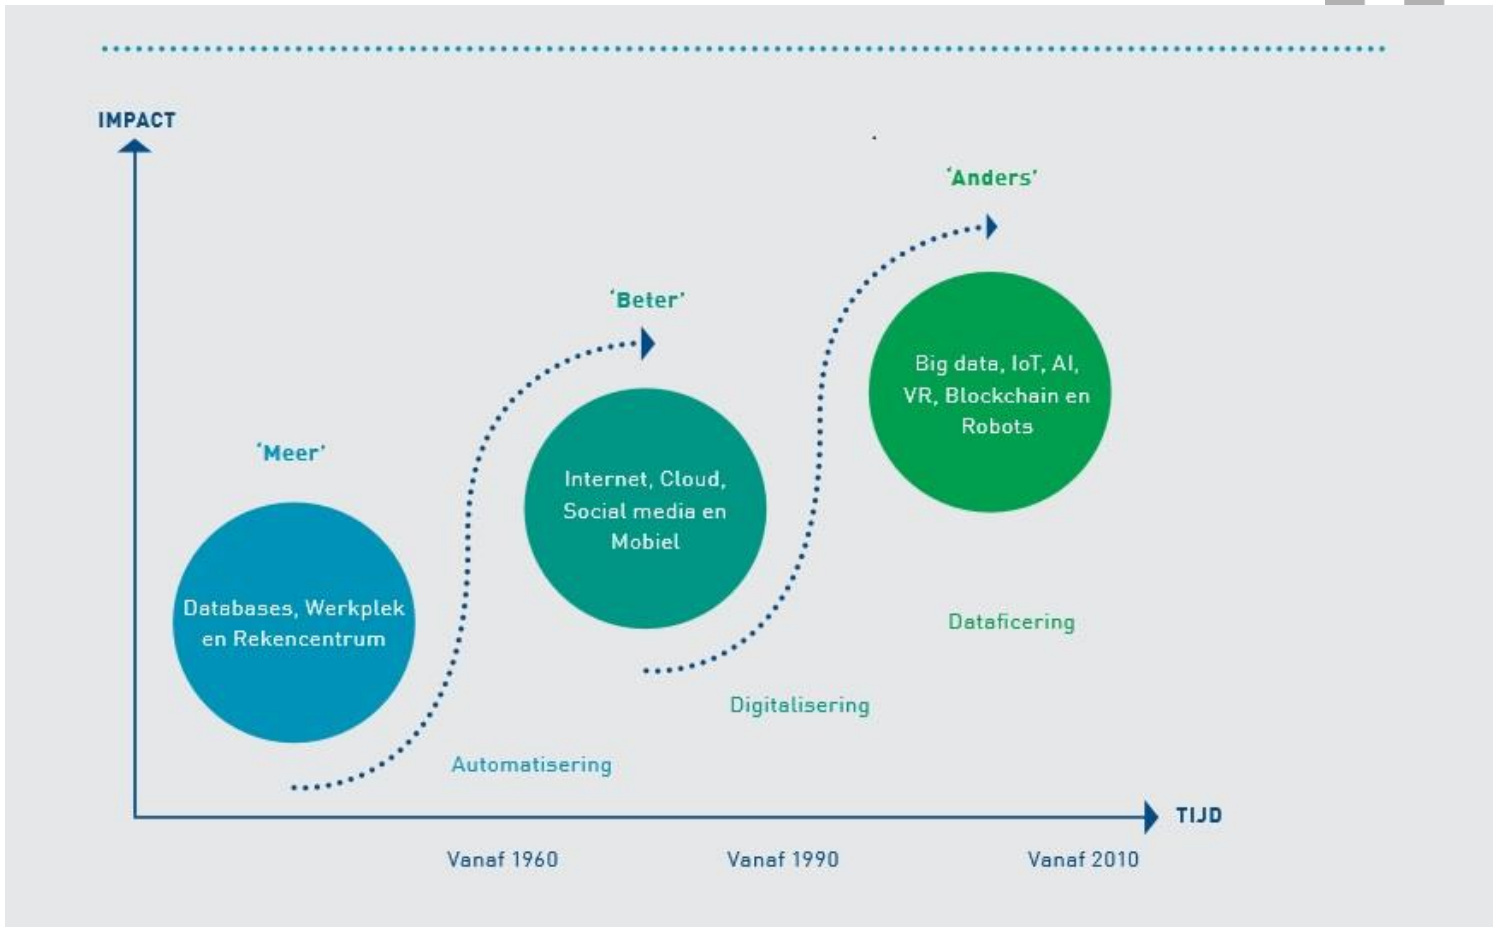 IMPACT
'Anders'
'Beter'
Big data, IoT, AI,
VR, Blockchain en
Robots
'Meer'
Internet, Cloud,
Social media en
Mobiel
Databases, Werkplek
en Rekencentrum
Dataficering
Digitalisering
Automatisering
TIJD
Vanaf 1960
Vanaf 1990
Vanaf 2010